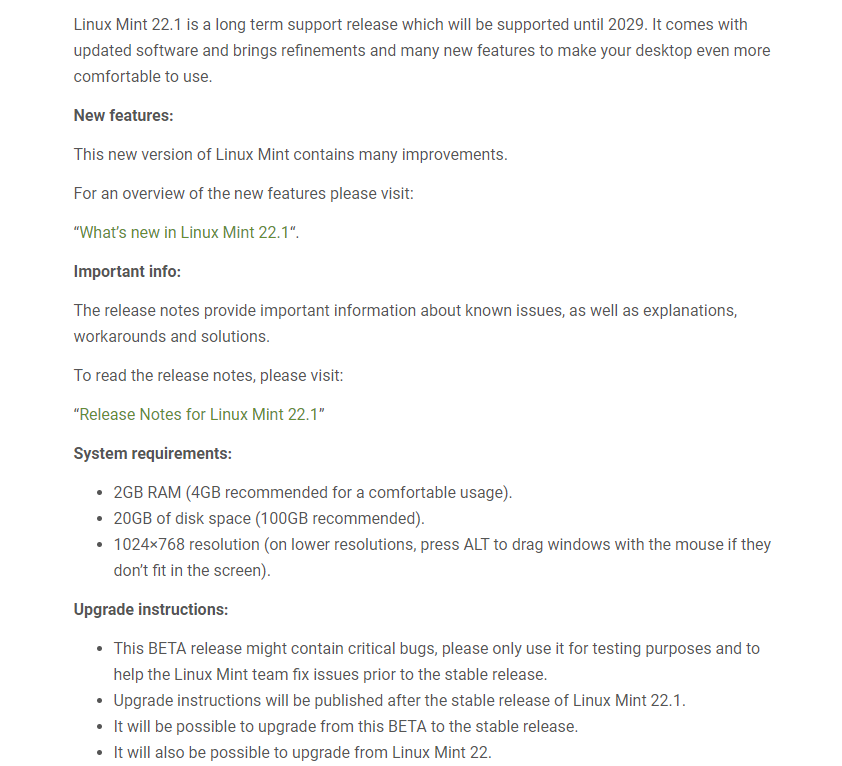 Linux Mint 22.1 is a long term support release which will be supported until 2029. It comes with
updated software and brings refinements and many new features to make your desktop even more
comfortable to use.
New features:
This new version of Linux Mint contains many improvements.
For an overview of the new features please visit:
“What’s new in Linux Mint 22.1“.
Important info:
The release notes provide important information about known issues, as well as explanations,
workarounds and solutions.
To read the release notes, please visit:
“Release Notes for Linux Mint 22.1”
System requirements:
• 2GB RAM (4GB recommended for a comfortable usage).
• 20GB of disk space (100GB recommended).
• 1024×768 resolution (on lower resolutions, press ALT to drag windows with the mouse if they
don’t fit in the screen).
Upgrade instructions:
• This BETA release might contain critical bugs, please only use it for testing purposes and to
help the Linux Mint team fix issues prior to the stable release.
• Upgrade instructions will be published after the stable release of Linux Mint 22.1.
• It will be possible to upgrade from this BETA to the stable release.
• It will also be possible to upgrade from Linux Mint 22.